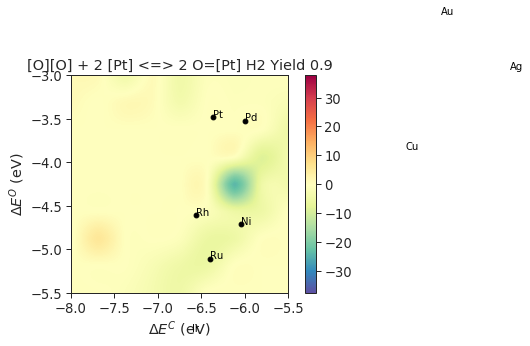 Au
Ag
Cu
[O][O] + 2 [Pt] <=> 2 O=[Pt] H2 Yield 0.9
−3.0
−3.5
−4.0
−4.5
−5.0
−5.5
ΔE^O (eV)
Pt
Pd
Rh
Ni
Ru
−8.0 −7.5 −7.0 −6.5 −6.0 −5.5
ΔE^C (eV)
Ir
30
20
10
0
−10
−20
−30